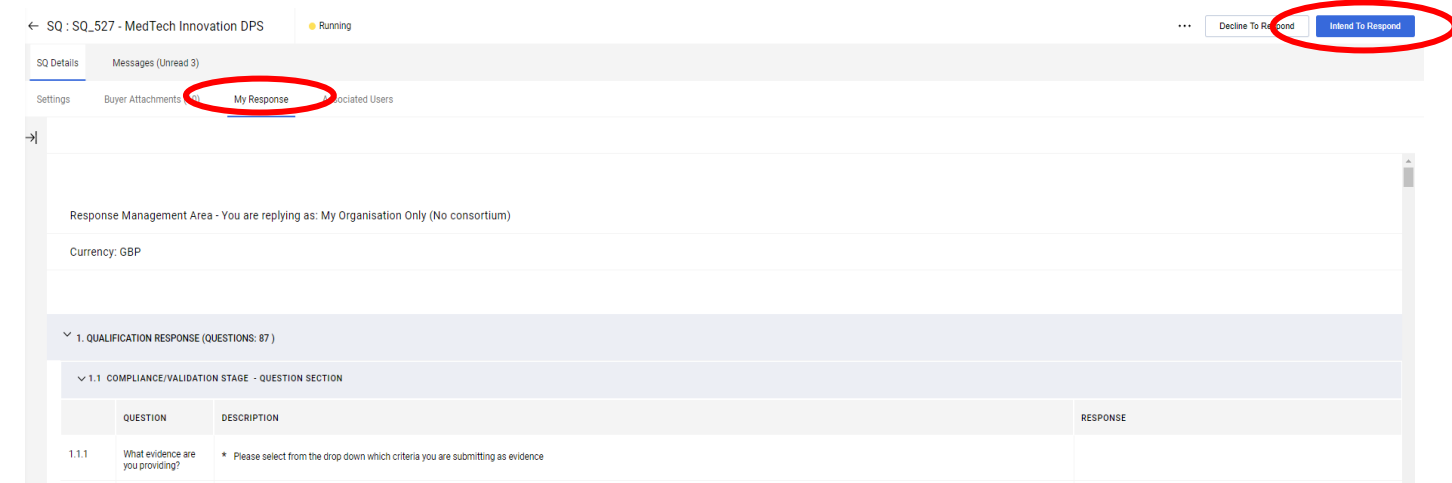 SQ : SQ_527 - MedTech Innovation DPS
Running
Decline To Respond
Intend To Respond
SQ Details
Messages (Unread 3)
Settings
Buyer Attachments
My Response
Associated Users
Response Management Area - You are replying as: My Organisation Only (No consortium)
Currency: GBP
1. QUALIFICATION RESPONSE (QUESTIONS: 87 )
1.1 COMPLIANCE/VALIDATION STAGE - QUESTION SECTION
QUESTION
DESCRIPTION
RESPONSE
1.1.1
What evidence are
you providing?
* Please select from the drop down which criteria you are submitting as evidence